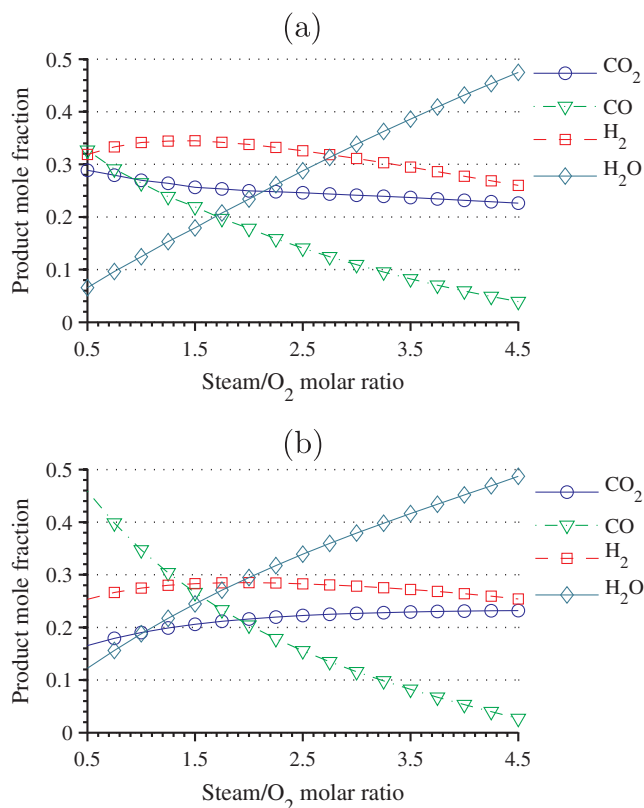 (a)
0.5
0.4
0.3
0.2
0.1
0
Product mole fraction
0.5 1.5 2.5 3.5 4.5
Steam/O2 molar ratio
CO2
CO
H2
H2O
(b)
0.5
0.4
0.3
0.2
0.1
0
Product mole fraction
0.5 1.5 2.5 3.5 4.5
Steam/O2 molar ratio
CO2
CO
H2
H2O